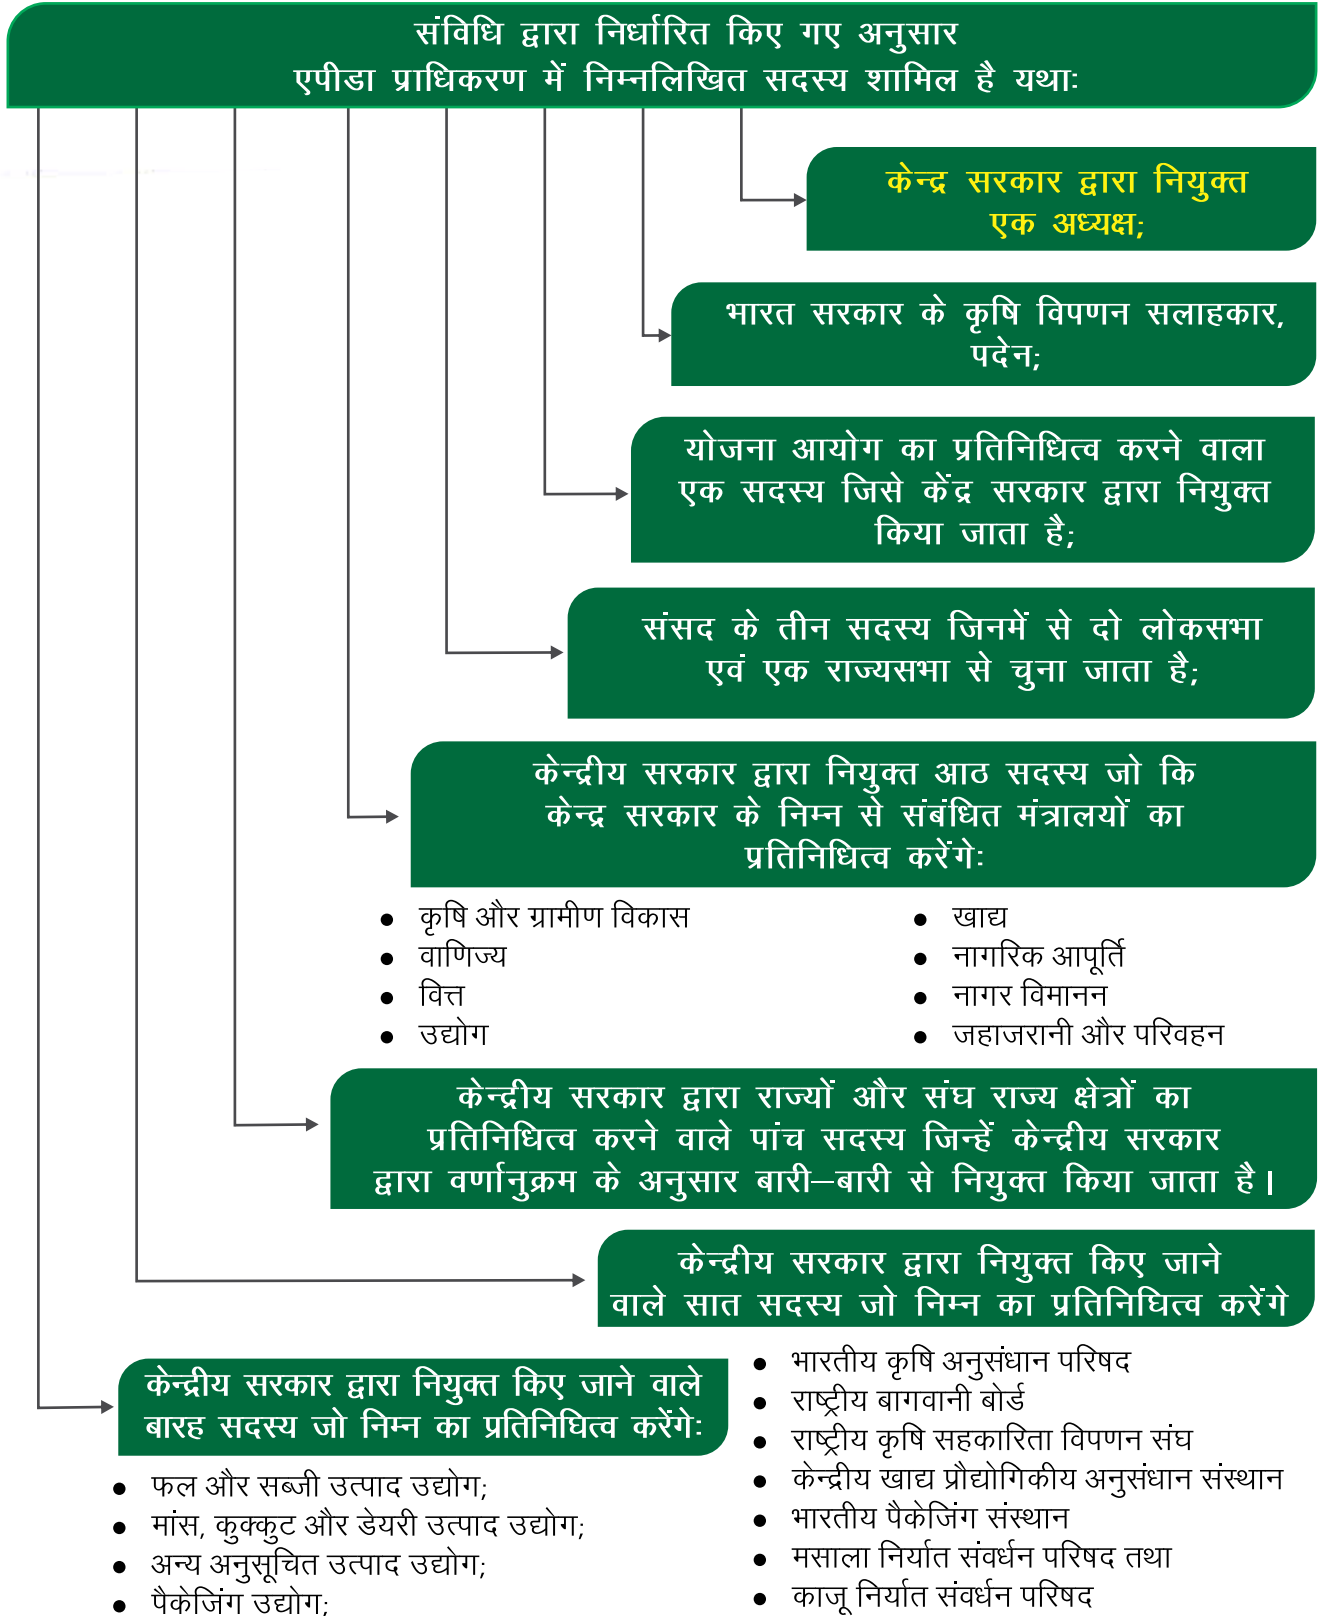 संविधि द्वारा निर्धारित किए गए अनुसार
एपीडा प्राधिकरण में निम्नलिखित सदस्य शामिल है यथाः
केन्द्र सरकार द्वारा नियुक्त
एक अध्यक्ष;
भारत सरकार के कृषि विपणन सलाहकार,
पदेन;
योजना आयोग का प्रतिनिधित्व करने वाला
एक सदस्य जिसे केंद्र सरकार द्वारा नियुक्त
किया जाता है;
संसद के तीन सदस्य जिनमें से दो लोकसभा
एवं एक राज्यसभा से चुना जाता है;
केन्द्रीय सरकार द्वारा नियुक्त आठ सदस्य जो कि
केन्द्र सरकार के निम्न से संबंधित मंत्रालयों का
प्रतिनिधित्व करेंगेः
● कृषि और ग्रामीण विकास
● वाणिज्य
● वित्त
● उद्योग
● खाद्य
● नागरिक आपूर्ति
● नागर विमानन
● जहाजरानी और परिवहन
केन्द्रीय सरकार द्वारा राज्यों और संघ राज्य क्षेत्रों का
प्रतिनिधित्व करने वाले पांच सदस्य जिन्हें केन्द्रीय सरकार
द्वारा वर्णानुक्रम के अनुसार बारी–बारी से नियुक्त किया जाता है।
केन्द्रीय सरकार द्वारा नियुक्त किए जाने
वाले सात सदस्य जो निम्न का प्रतिनिघित्व करेंगे
● भारतीय कृषि अनुसंधान परिषद
● राष्ट्रीय बागवानी बोर्ड
● राष्ट्रीय कृषि सहकारिता विपणन संघ
● केन्द्रीय खाद्य प्रौद्योगिकीय अनुसंधान संस्थान
● भारतीय पैकेजिंग संस्थान
● मसाला निर्यात संवर्धन परिषद तथा
● काजू निर्यात संवर्धन परिषद
केन्द्रीय सरकार द्वारा नियुक्त किए जाने वाले
बारह सदस्य जो निम्न का प्रतिनिघित्व करेंगेः
● फल और सब्जी उत्पाद उद्योग;
● मांस, कुक्कुट और डेयरी उत्पाद उद्योग;
● अन्य अनुसूचित उत्पाद उद्योग;
● पैकेजिंग उद्योग;